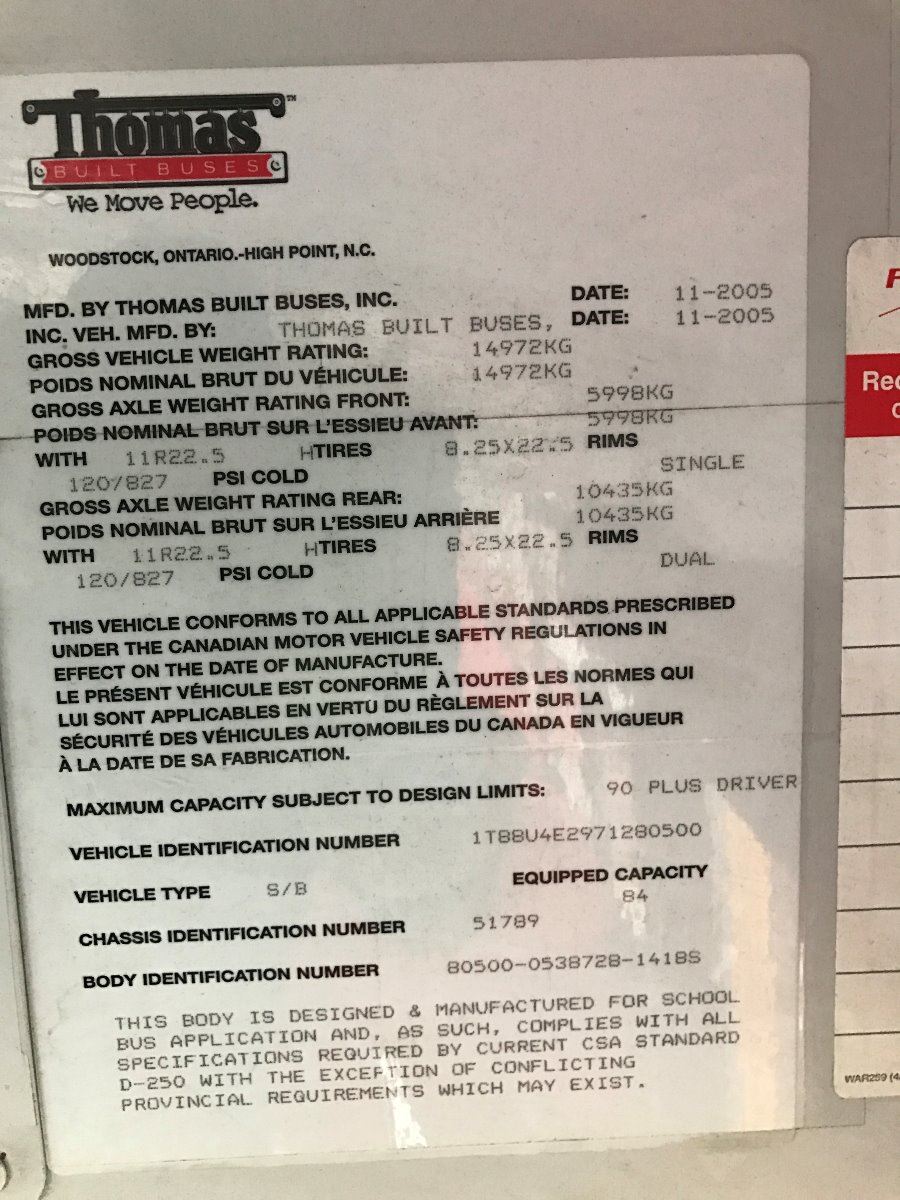 Thomas™
BUILT BUSES
We Move People.
WOODSTOCK, ONTARIO.-HIGH POINT, N.C.
MFD. BY THOMAS BUILT BUSES, INC. DATE: 11-2005
INC. VEH. MFD. BY: THOMAS BUILT BUSES, DATE: 11-2005
GROSS VEHICLE WEIGHT RATING: 14972KG
POIDS NOMINAL BRUT DU VÉHICULE: 14972KG
GROSS AXLE WEIGHT RATING FRONT: 5998KG
POIDS NOMINAL BRUT SUR L'ESSIEU AVANT: 5998KG
WITH 11R22.5 HTIRES 8.25X22.5 RIMS
120/827 PSI COLD SINGLE
GROSS AXLE WEIGHT RATING REAR: 10435KG
POIDS NOMINAL BRUT SUR L'ESSIEU ARRIÈRE 10435KG
WITH 11R22.5 HTIRES 8.25X22.5 RIMS
120/827 PSI COLD DUAL
THIS VEHICLE CONFORMS TO ALL APPLICABLE STANDARDS PRESCRIBED
UNDER THE CANADIAN MOTOR VEHICLE SAFETY REGULATIONS IN
EFFECT ON THE DATE OF MANUFACTURE.
LE PRÉSENT VÉHICULE EST CONFORME À TOUTES LES NORMES QUI
LUI SONT APPLICABLES EN VERTU DU RÈGLEMENT SUR LA
SÉCURITÉ DES VÉHICULES AUTOMOBILES DU CANADA EN VIGUEUR
À LA DATE DE SA FABRICATION.
MAXIMUM CAPACITY SUBJECT TO DESIGN LIMITS: 90 PLUS DRIVER
VEHICLE IDENTIFICATION NUMBER 1T88U4E2971280500
VEHICLE TYPE S/B EQUIPPED CAPACITY
84
CHASSIS IDENTIFICATION NUMBER 51789
BODY IDENTIFICATION NUMBER 80500-0538728-1418S
THIS BODY IS DESIGNED & MANUFACTURED FOR SCHOOL
BUS APPLICATION AND, AS SUCH, COMPLIES WITH ALL
SPECIFICATIONS REQUIRED BY CURRENT CSA STANDARD
D-250 WITH THE EXCEPTION OF CONFLICTING
PROVINCIAL REQUIREMENTS WHICH MAY EXIST.
WAR259